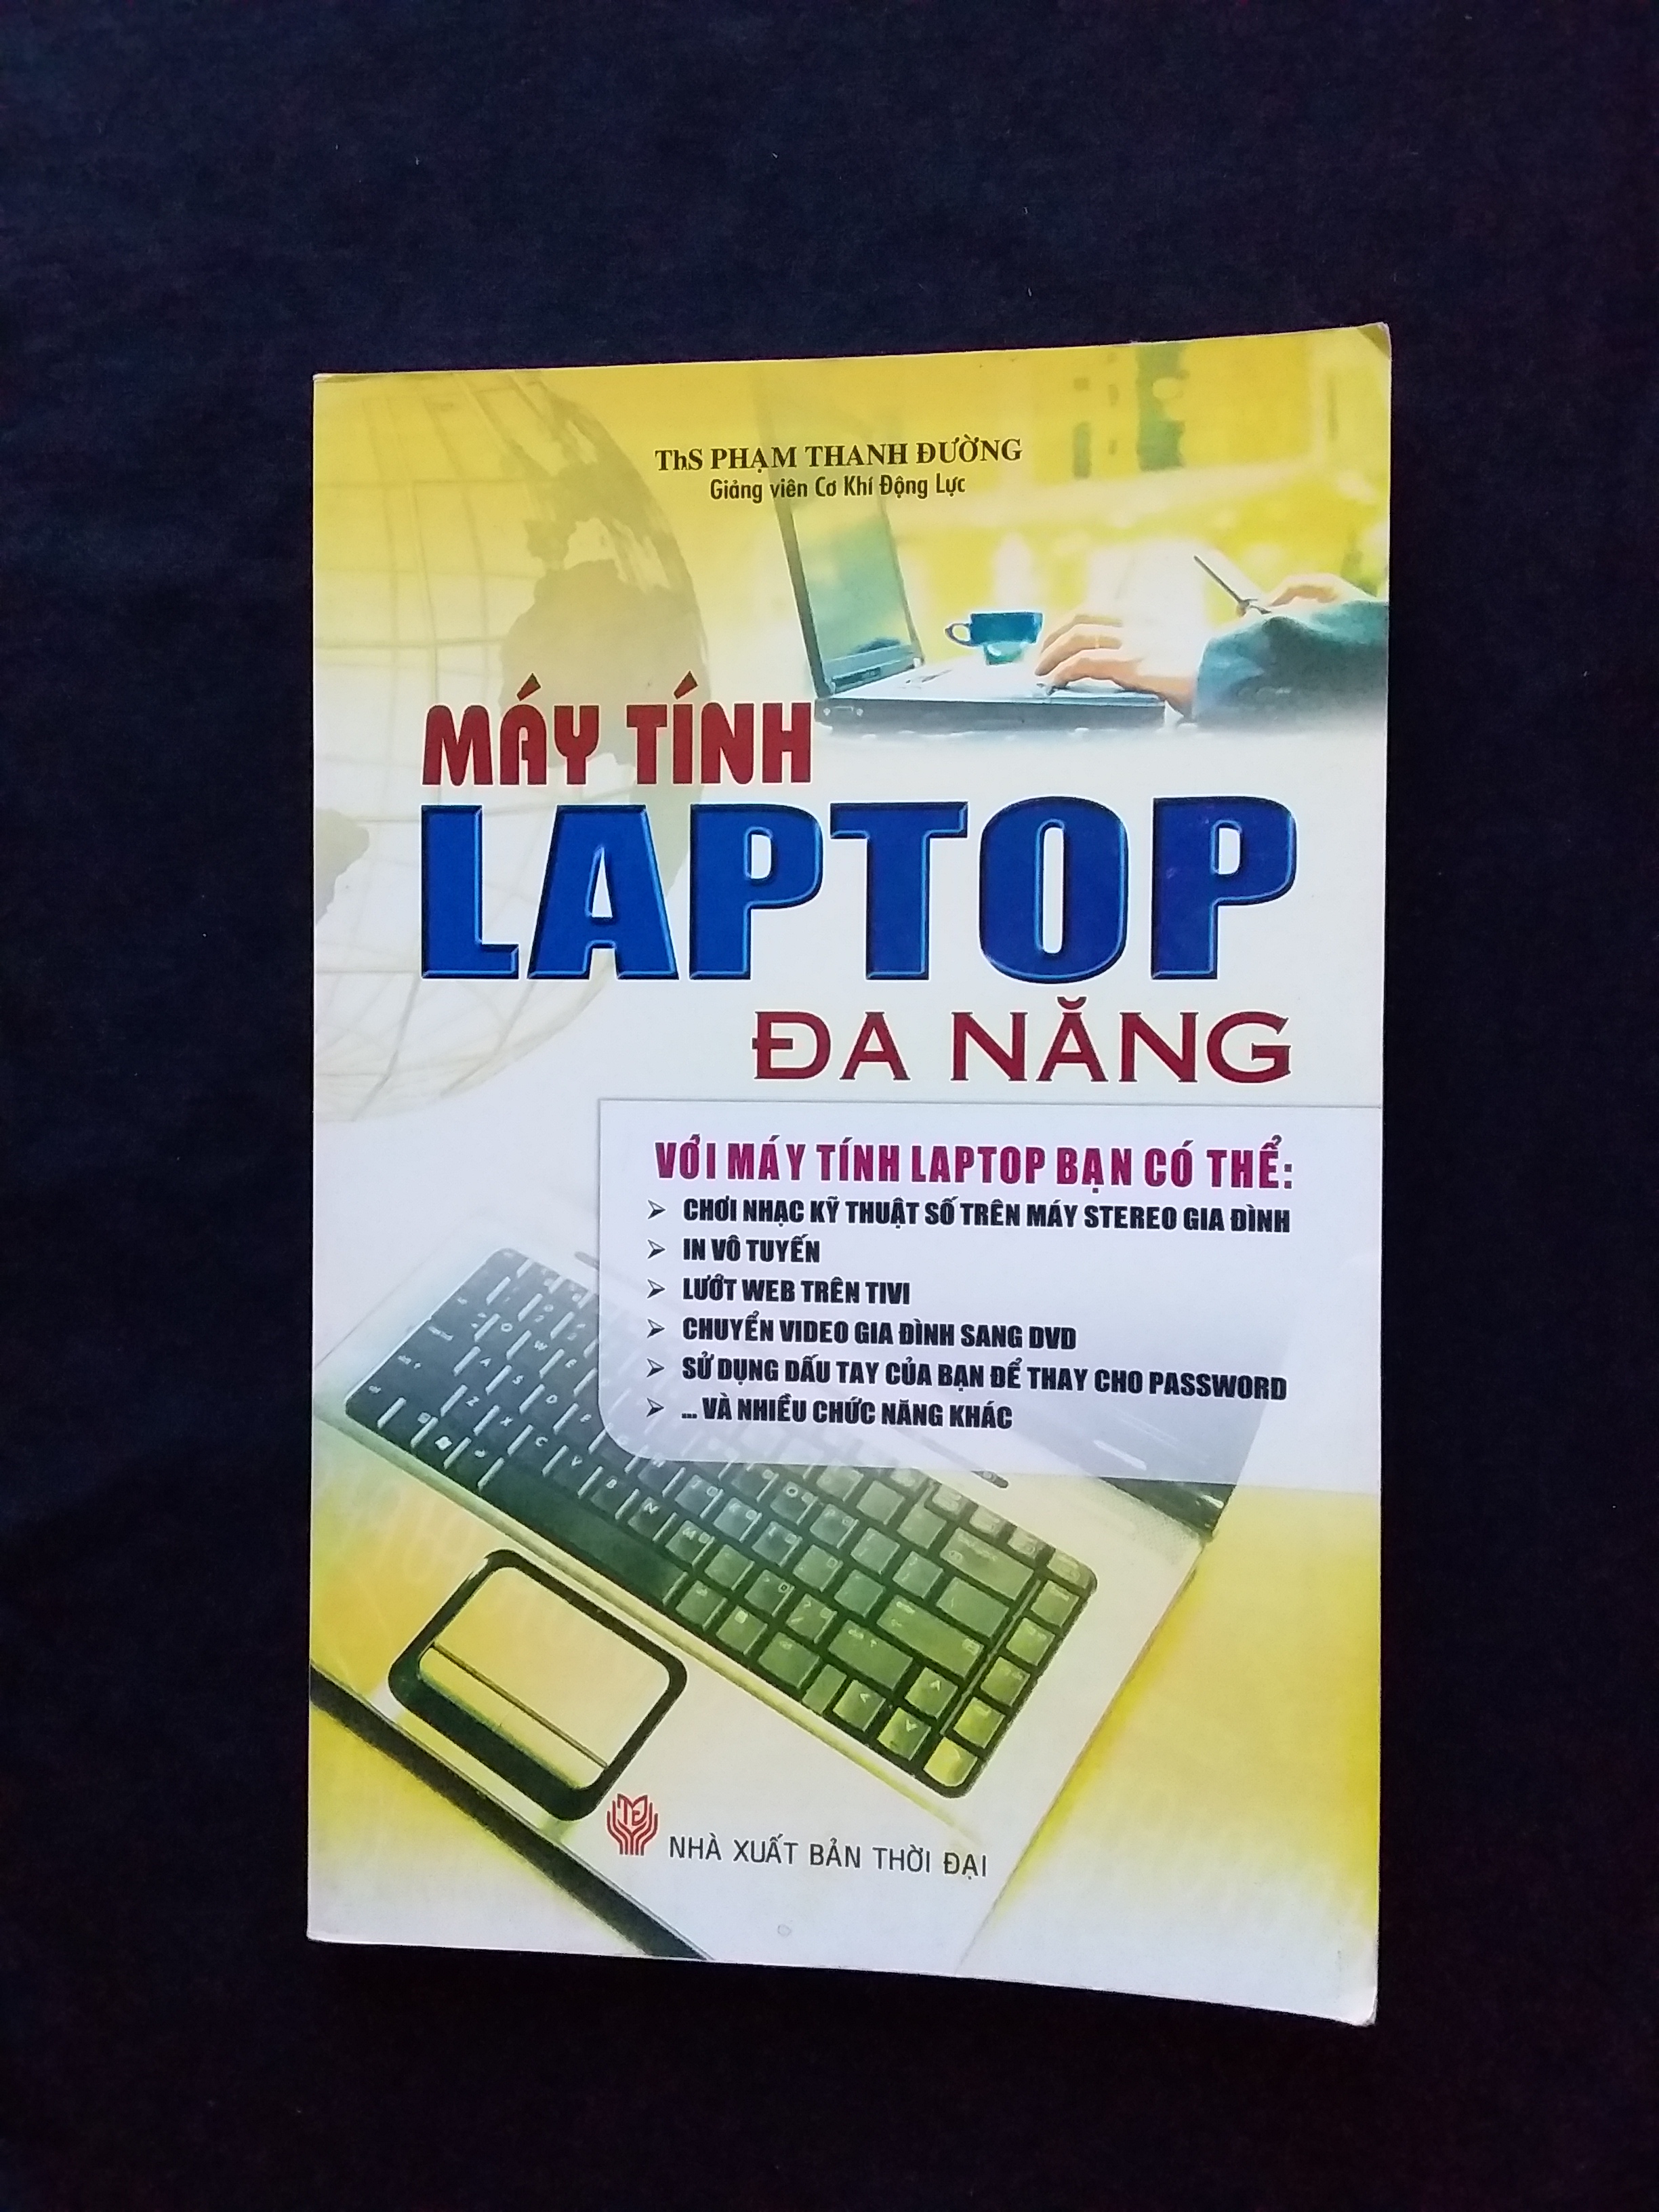 ThS PHẠM THANH ĐƯỜNG
Giảng viên Cơ Khí Động Lực
MÁY TÍNH
LAPTOP
ĐA NĂNG
VỚI MÁY TÍNH LAPTOP BẠN CÓ THỂ:
➢ CHƠI NHẠC KỸ THUẬT SỐ TRÊN MÁY STEREO GIA ĐÌNH
➢ IN VÔ TUYẾN
➢ LƯỚT WEB TRÊN TIVI
➢ CHUYỂN VIDEO GIA ĐÌNH SANG DVD
➢ SỬ DỤNG DẤU TAY CỦA BẠN ĐỂ THAY CHO PASSWORD
➢ ... VÀ NHIỀU CHỨC NĂNG KHÁC
NHÀ XUẤT BẢN THỜI ĐẠI